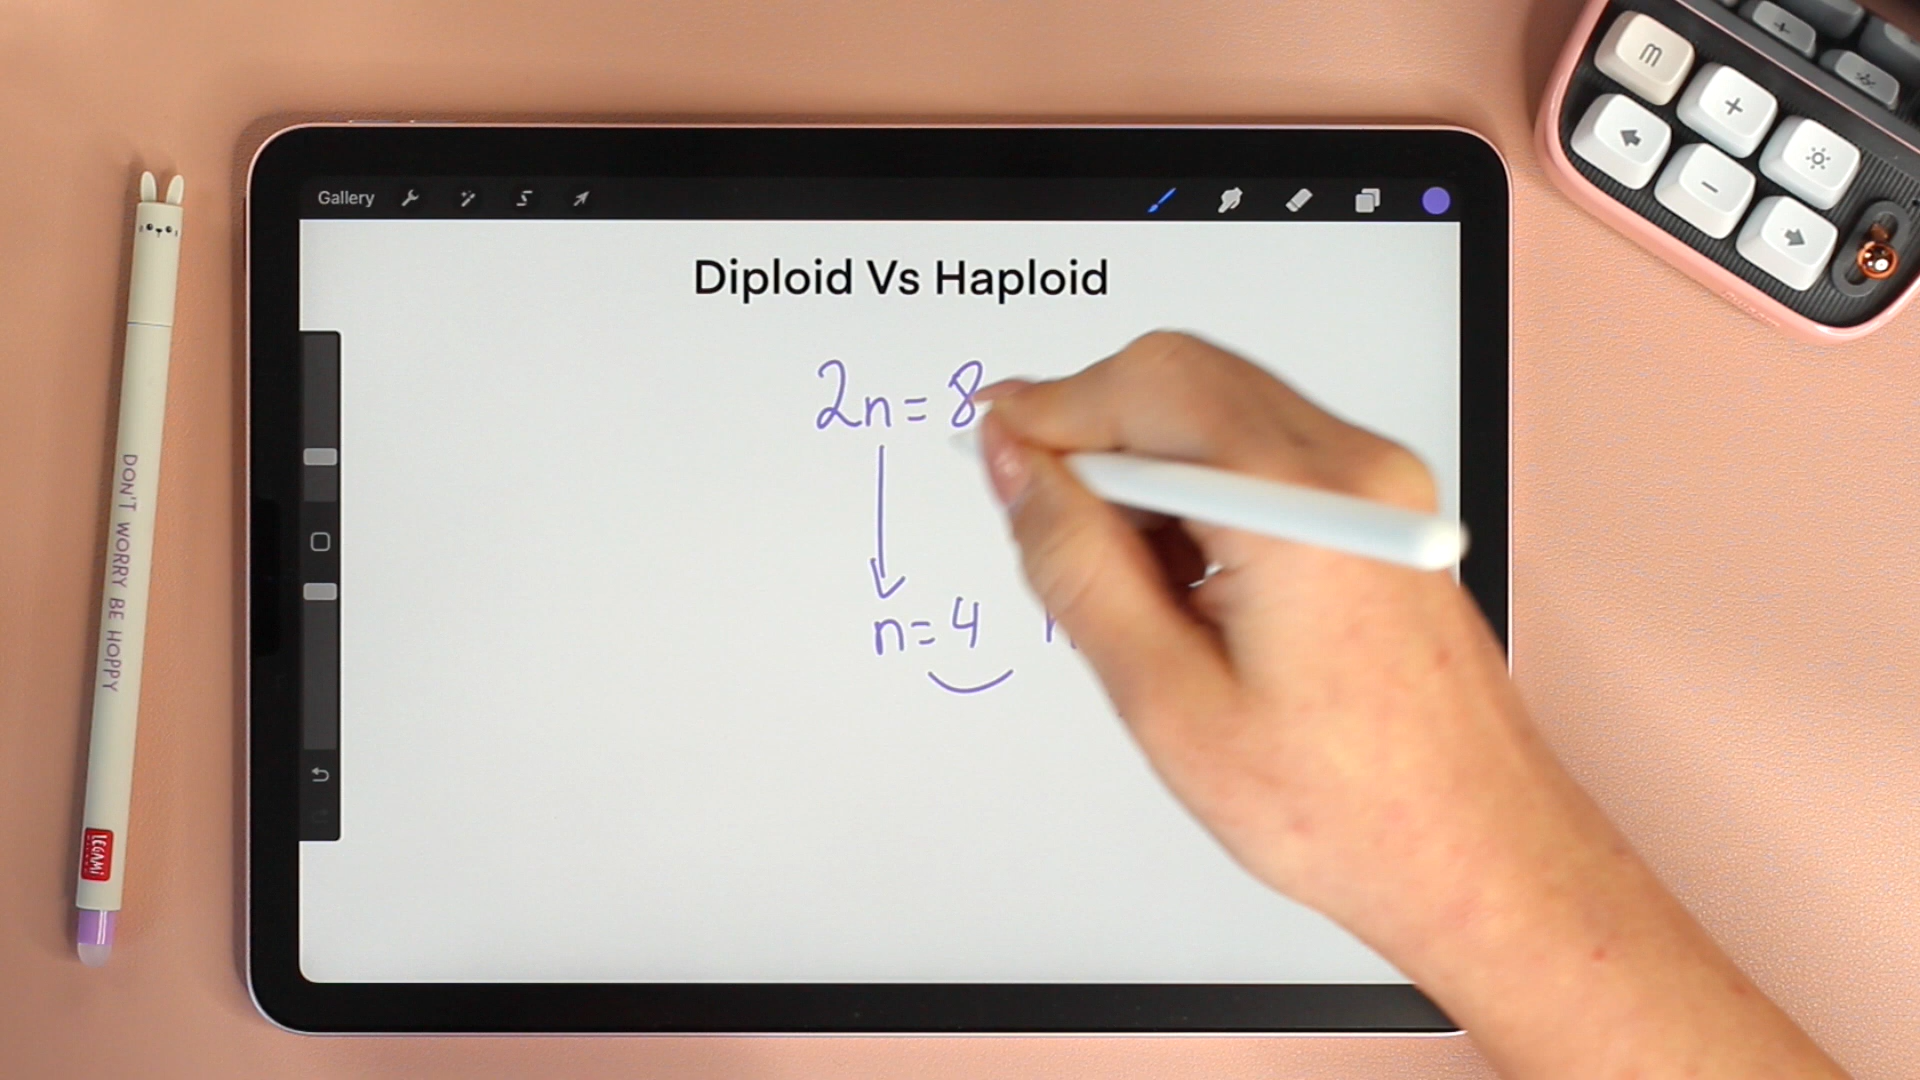 m
+
−
Gallery
Diploid Vs Haploid
2n=8
n=4 n
DON'T WORRY BE HOPPY
LEGAMI